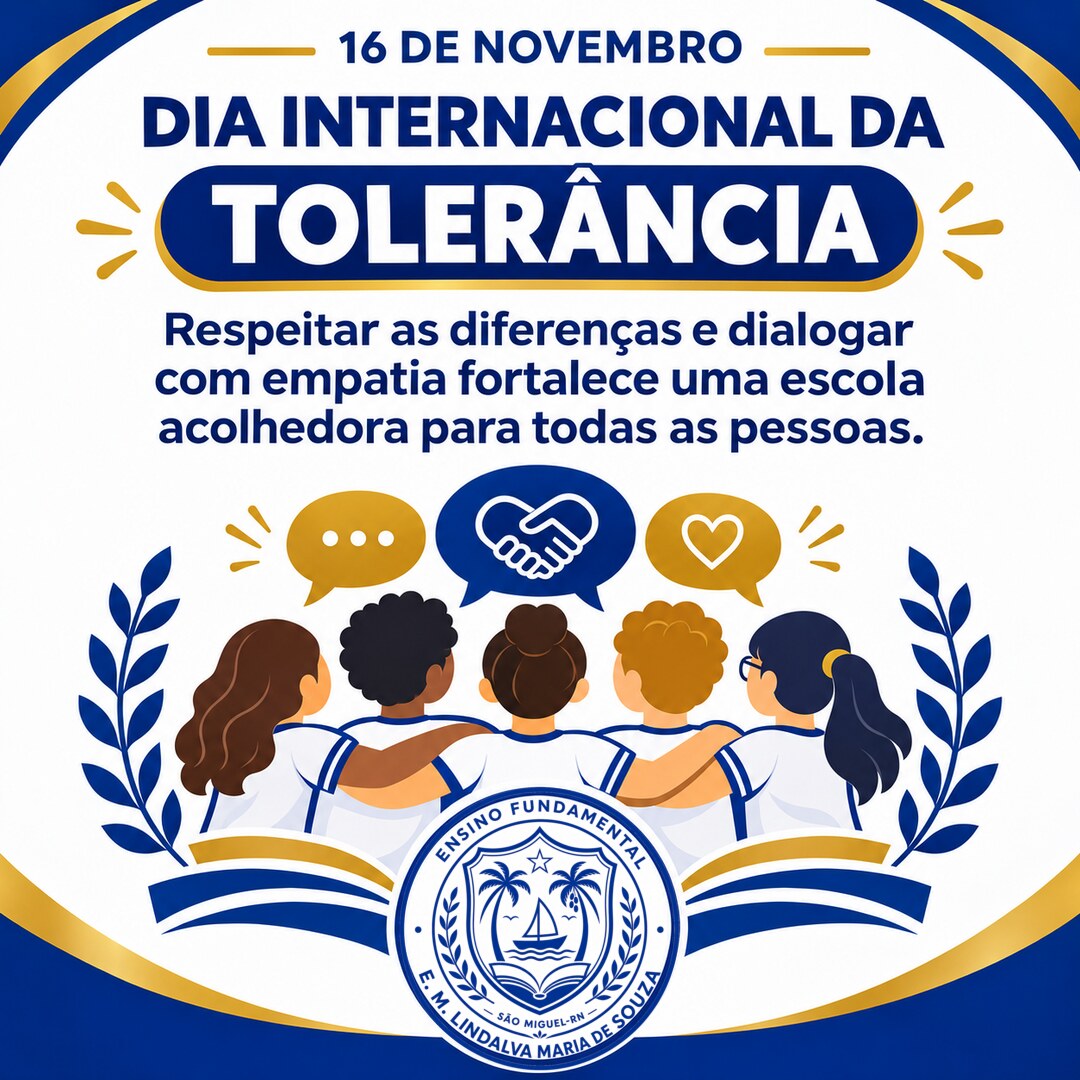 16 DE NOVEMBRO
DIA INTERNACIONAL DA
TOLERÂNCIA
Respeitar as diferenças e dialogar
com empatia fortalece uma escola
acolhedora para todas as pessoas.
ENSINO FUNDAMENTAL
SÃO MIGUEL-RN
E. M. LINDALVA MARIA DE SOUZA